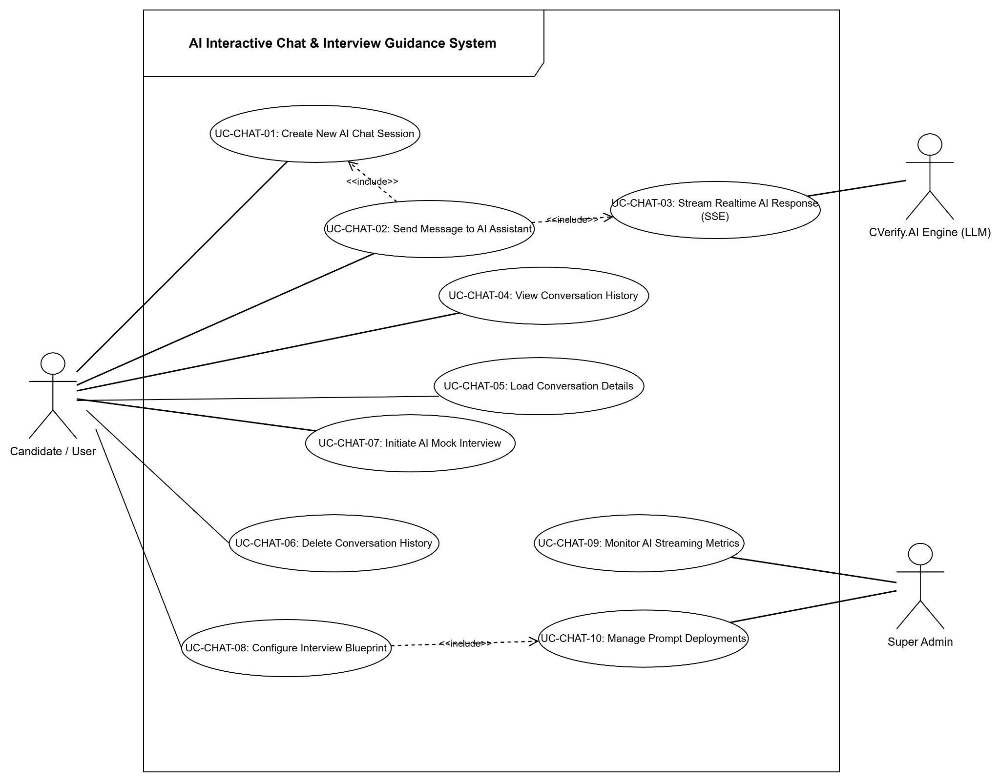 AI Interactive Chat & Interview Guidance System
UC-CHAT-01: Create New AI Chat Session
<<include>>
UC-CHAT-03: Stream Realtime AI Response
(SSE)
<<include>>
UC-CHAT-02: Send Message to AI Assistant
CVerify.AI Engine (LLM)
UC-CHAT-04: View Conversation History
UC-CHAT-05: Load Conversation Details
UC-CHAT-07: Initiate AI Mock Interview
Candidate / User
UC-CHAT-06: Delete Conversation History
UC-CHAT-09: Monitor AI Streaming Metrics
UC-CHAT-10: Manage Prompt Deployments
Super Admin
<<include>>
UC-CHAT-08: Configure Interview Blueprint